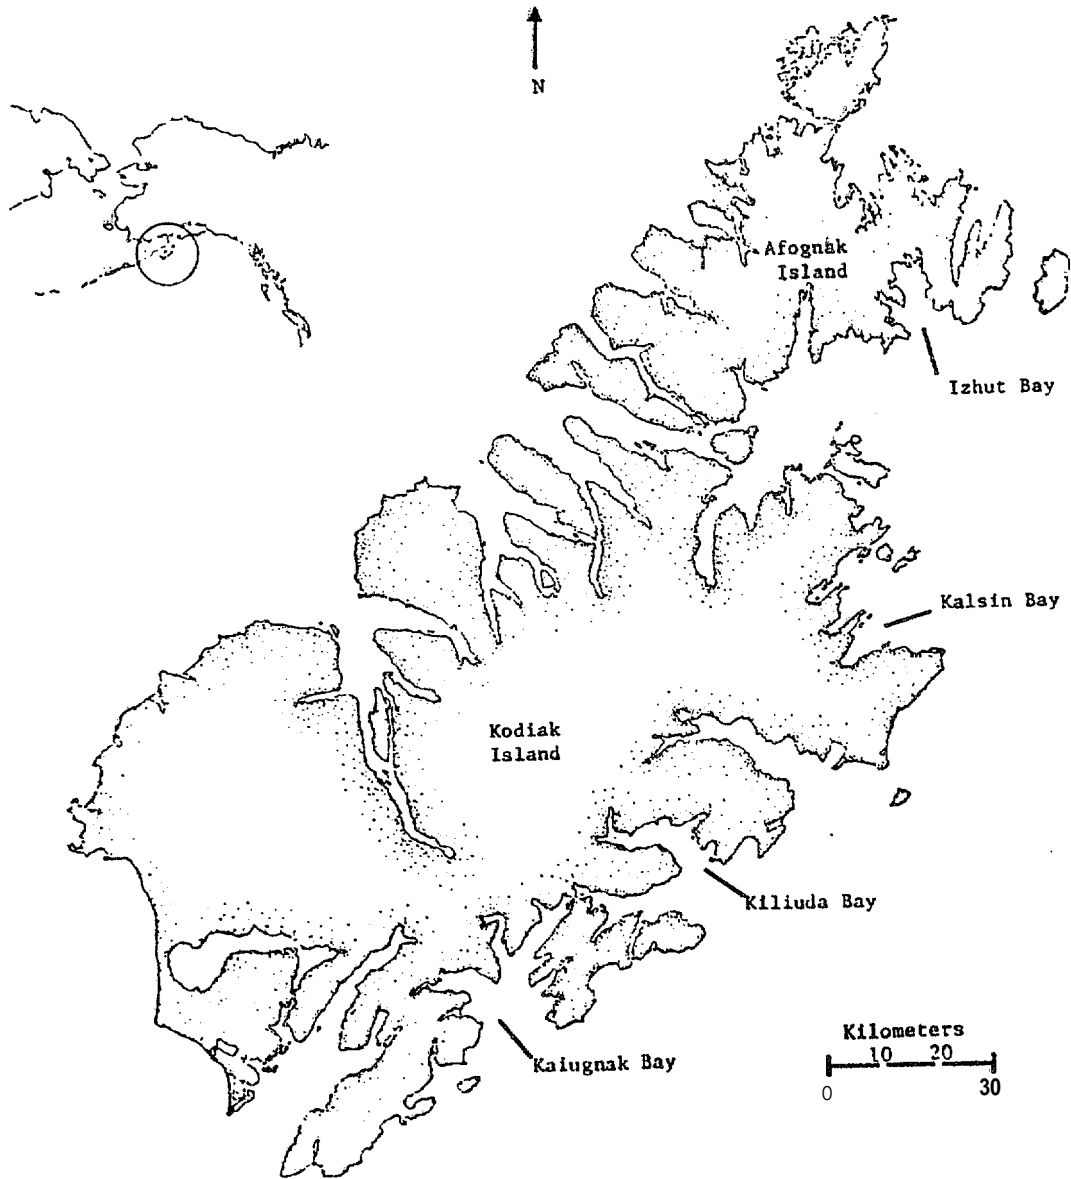 N
Afognak
Island
Izhut Bay
Kalsin Bay
Kodiak
Island
Kiliuda Bay
Kaiugnak Bay
Kilometers
10 20
0 30